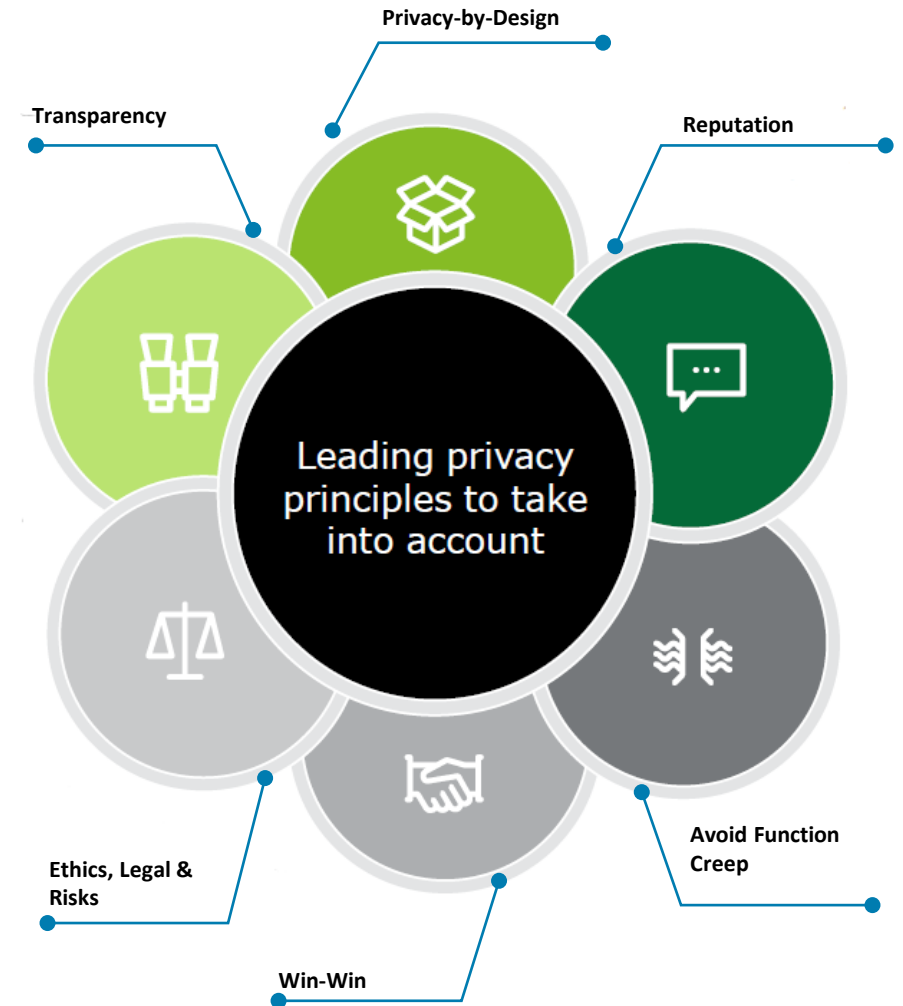 Privacy-by-Design
Transparency
Reputation
Leading privacy
principles to take
into account
Avoid Function
Creep
Ethics, Legal &
Risks
Win-Win